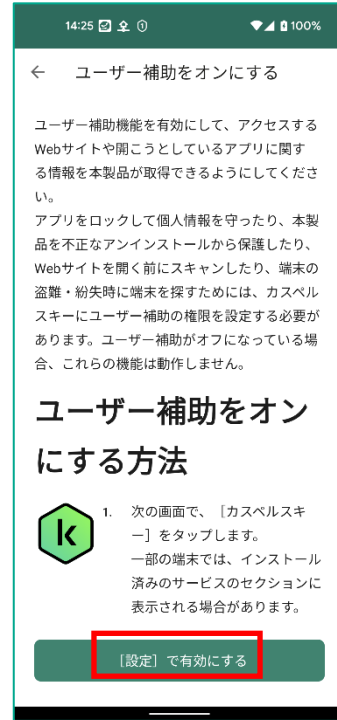 14:25 100%
← ユーザー補助をオンにする
ユーザー補助機能を有効にして、アクセスする
Webサイトや開こうとしているアプリに関す
る情報を本製品が取得できるようにしてくださ
い。
アプリをロックして個人情報を守ったり、本製
品を不正なアンインストールから保護したり、
Webサイトを開く前にスキャンしたり、端末の
盗難・紛失時に端末を探すためには、カスペル
スキーにユーザー補助の権限を設定する必要が
あります。ユーザー補助がオフになっている場
合、これらの機能は動作しません。
ユーザー補助をオン
にする方法
1. 次の画面で、［カスペルスキ
ー］をタップします。
一部の端末では、インストール
済みのサービスのセクションに
表示される場合があります。
［設定］で有効にする